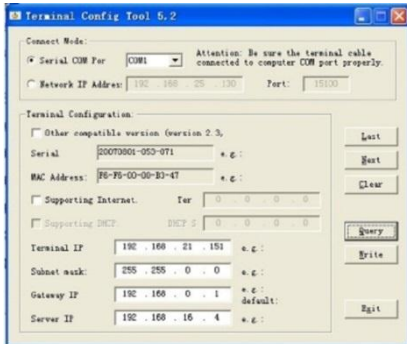 Terminal Config Tool 5.2
Connect Mode:
Serial COM Por COM1
Attention: Be sure the terminal cable
connected to computer COM port properly.
Network IP Addres 192 . 168 . 25 . 130 Port: 15100
Terminal Configuration:
Other compatible version (version 2.3,
Serial 20070801-053-071 e.g.:
MAC Address: F6-F6-00-00-B3-47 e.g.:
Supporting Internet. Ter 0 . 0 . 0 . 0
Supporting DHCP. DHCP S 0 . 0 . 0 . 0
Terminal IP 192 . 168 . 21 . 151 e.g.:
Subnet mask: 255 . 255 . 0 . 0 e.g.:
Gateway IP 192 . 168 . 0 . 1 e.g.:
default:
Server IP 192 . 168 . 16 . 4 e.g.:
Last
Next
Clear
Query
Write
Exit